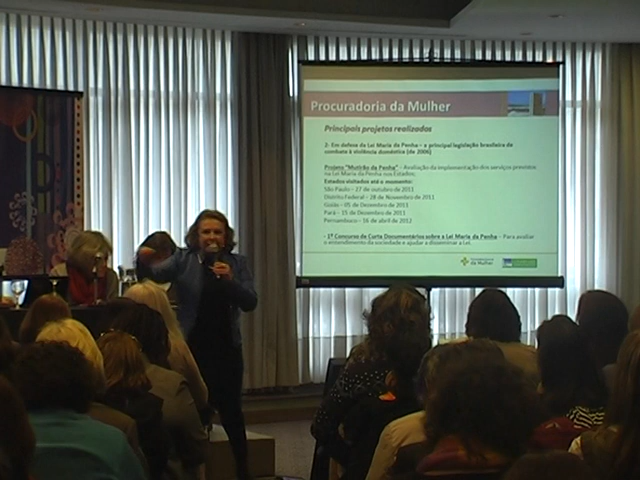 Procuradoria da Mulher
Principais projetos realizados
2- Em defesa da Lei Maria da Penha – a principal legislação brasileira de
combate à violência doméstica (de 2006)
Projeto "Mutirão da Penha" – Avaliação da implementação dos serviços previstos
na Lei Maria da Penha nos Estados;
Estados visitados até o momento:
São Paulo – 27 de outubro de 2011
Distrito Federal – 28 de Novembro de 2011
Goiás – 05 de Dezembro de 2011
Pará – 15 de Dezembro de 2011
Pernambuco – 16 de abril de 2012
- 1º Concurso de Curta Documentários sobre a Lei Maria da Penha – Para avaliar
o entendimento da sociedade e ajudar a disseminar a Lei.
da Mulher